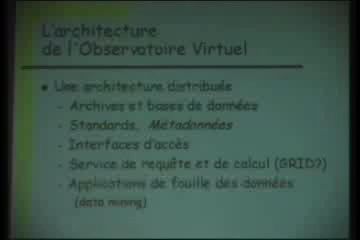 L'architecture
de l'Observatoire Virtuel
• Une architecture distribuée
- Archives et bases de données
- Standards, Métadonnées
- Interfaces d'accès
- Service de requête et de calcul (GRID?)
- Applications de fouille des données
(data mining)